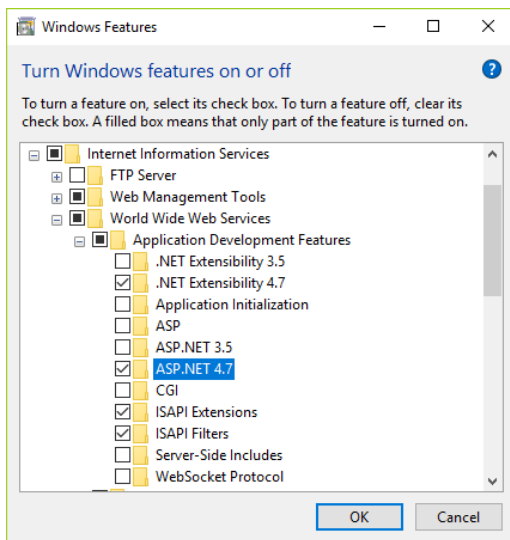 Windows Features
Turn Windows features on or off
?
To turn a feature on, select its check box. To turn a feature off, clear its
check box. A filled box means that only part of the feature is turned on.
Internet Information Services
FTP Server
Web Management Tools
World Wide Web Services
Application Development Features
.NET Extensibility 3.5
.NET Extensibility 4.7
Application Initialization
ASP
ASP.NET 3.5
ASP.NET 4.7
CGI
ISAPI Extensions
ISAPI Filters
Server-Side Includes
WebSocket Protocol
OK
Cancel